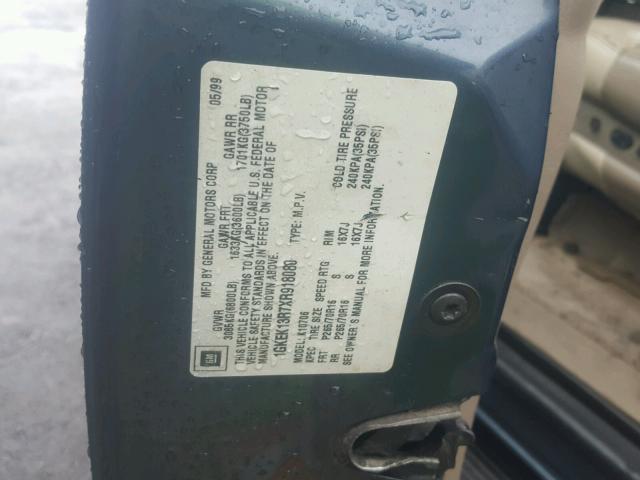 MFD BY GENERAL MOTORS CORP 05/99
GVWR GAWR FRT GAWR RR
3085KG(6800LB) 1633KG(3600LB) 1701KG(3750LB)
THIS VEHICLE CONFORMS TO ALL APPLICABLE U.S. FEDERAL MOTOR
VEHICLE SAFETY STANDARDS IN EFFECT ON THE DATE OF
MANUFACTURE SHOWN ABOVE.
1GKEK13R7XR918080 TYPE: M.P.V.
MODEL: K10706
XPEC TIRE SIZE SPEED RTG RIM COLD TIRE PRESSURE
FRT P265/70R16 S 16X7J 240KPA(35PSI)
RR P265/70R16 S 16X7J 240KPA(35PSI)
SEE OWNER'S MANUAL FOR MORE INFORMATION.
GM